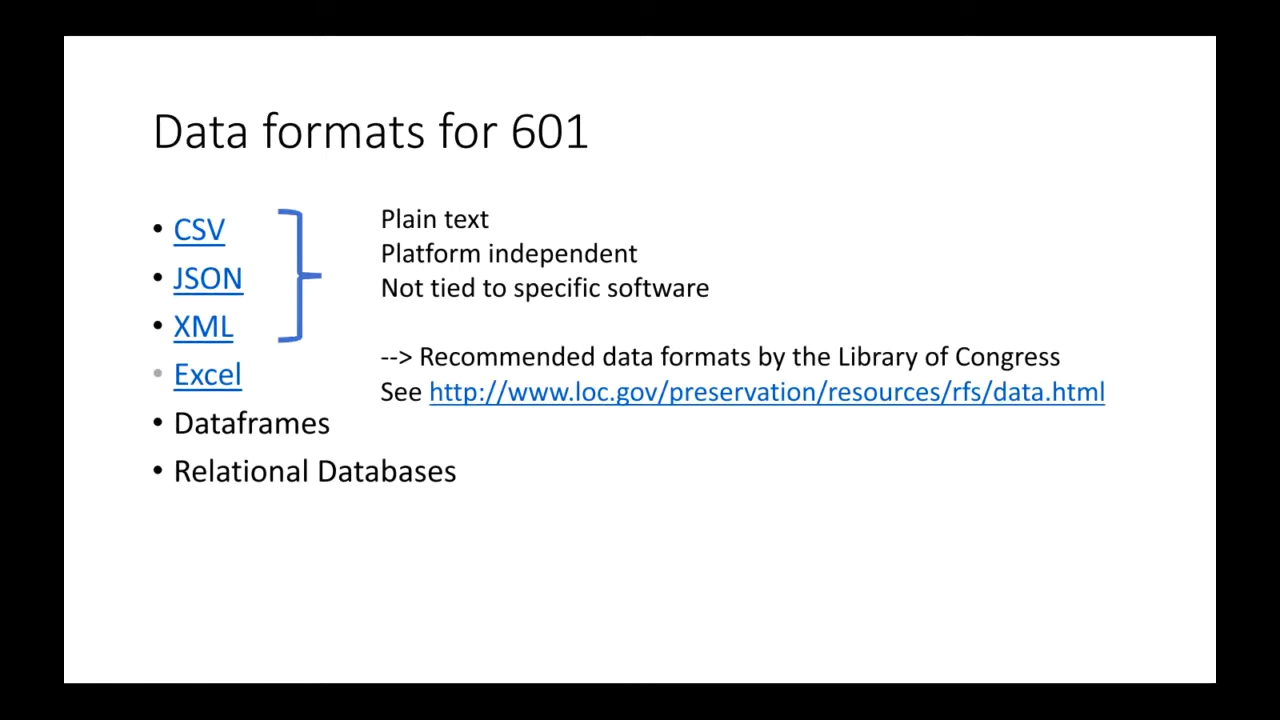 Data formats for 601
• CSV
• JSON
• XML
• Excel
• Dataframes
• Relational Databases
Plain text
Platform independent
Not tied to specific software
--> Recommended data formats by the Library of Congress
See http://www.loc.gov/preservation/resources/rfs/data.html